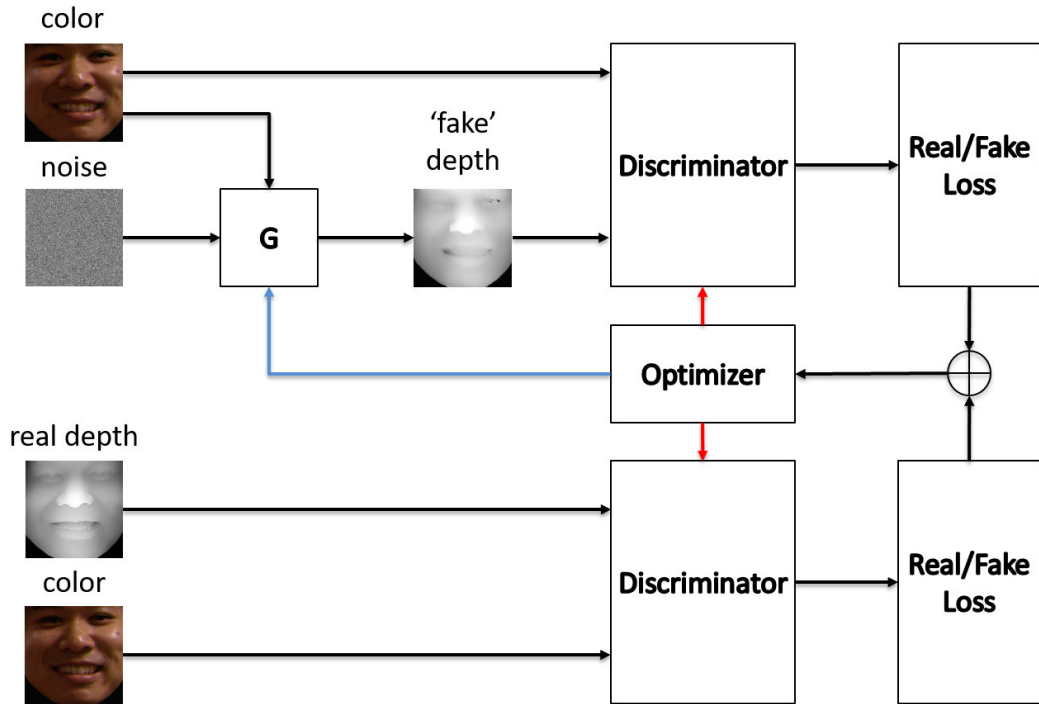 color
noise
G
‘fake’
depth
Discriminator
Real/Fake
Loss
Optimizer
real depth
color
Discriminator
Real/Fake
Loss